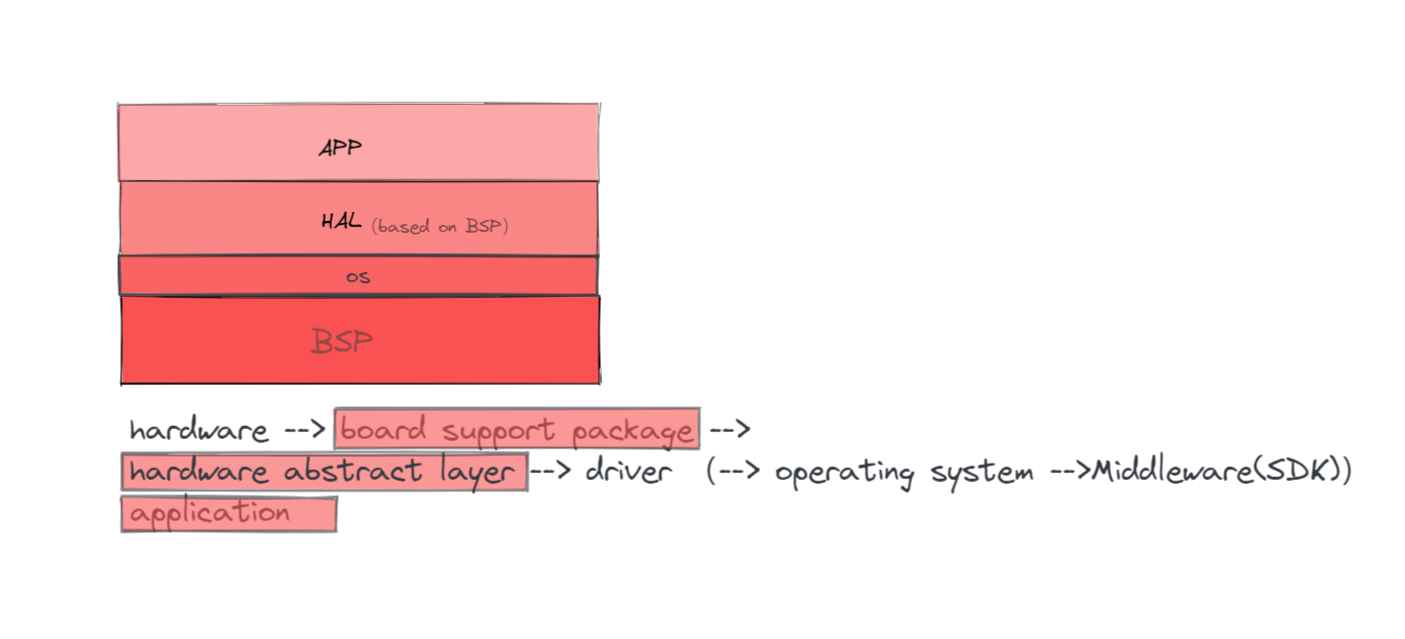 APP
HAL (based on BSP)
OS
BSP
hardware --> board support package -->
hardware abstract layer --> driver (--> operating system -->Middleware(SDK))
application